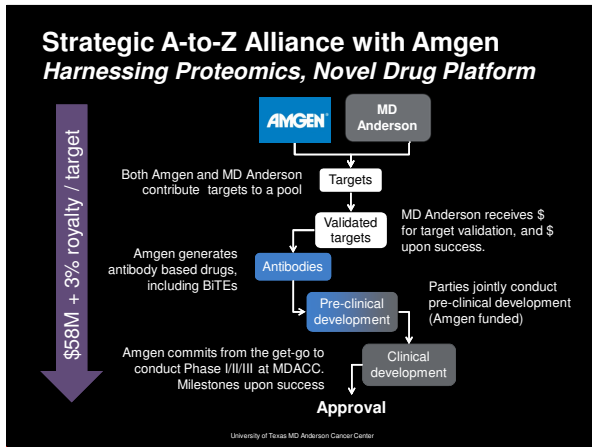 Strategic A-to-Z Alliance with Amgen
Harnessing Proteomics, Novel Drug Platform
$58M + 3% royalty / target
AMGEN®
MD
Anderson
Both Amgen and MD Anderson
contribute targets to a pool
Targets
Validated
targets
MD Anderson receives $
for target validation, and $
upon success.
Amgen generates
antibody based drugs,
including BiTEs
Antibodies
Pre-clinical
development
Parties jointly conduct
pre-clinical development
(Amgen funded)
Amgen commits from the get-go to
conduct Phase I/II/III at MDACC.
Milestones upon success
Clinical
development
Approval
University of Texas MD Anderson Cancer Center